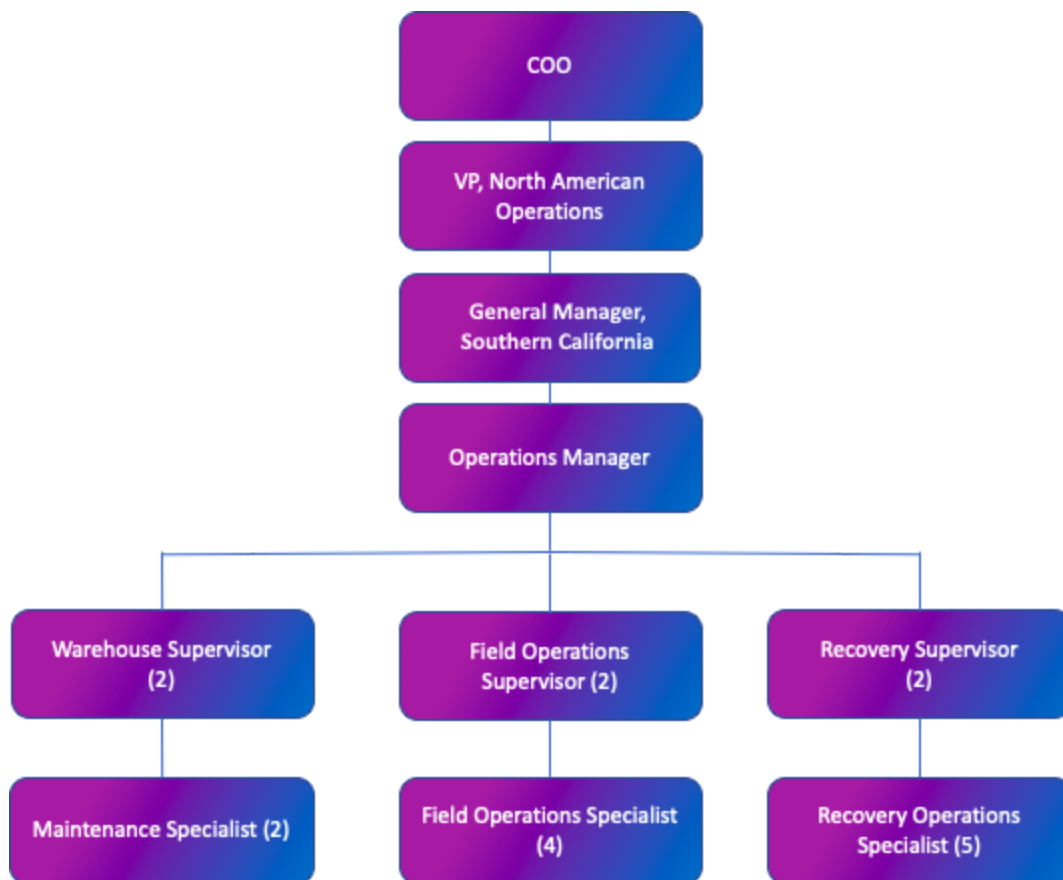 COO
VP, North American
Operations
General Manager,
Southern California
Operations Manager
Warehouse Supervisor
(2)
Field Operations
Supervisor (2)
Recovery Supervisor
(2)
Maintenance Specialist (2)
Field Operations Specialist
(4)
Recovery Operations
Specialist (5)